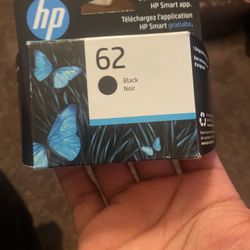 HP Smart app.
Téléchargez l'application
HP Smart gratuite.
hp
62
Black
Noir